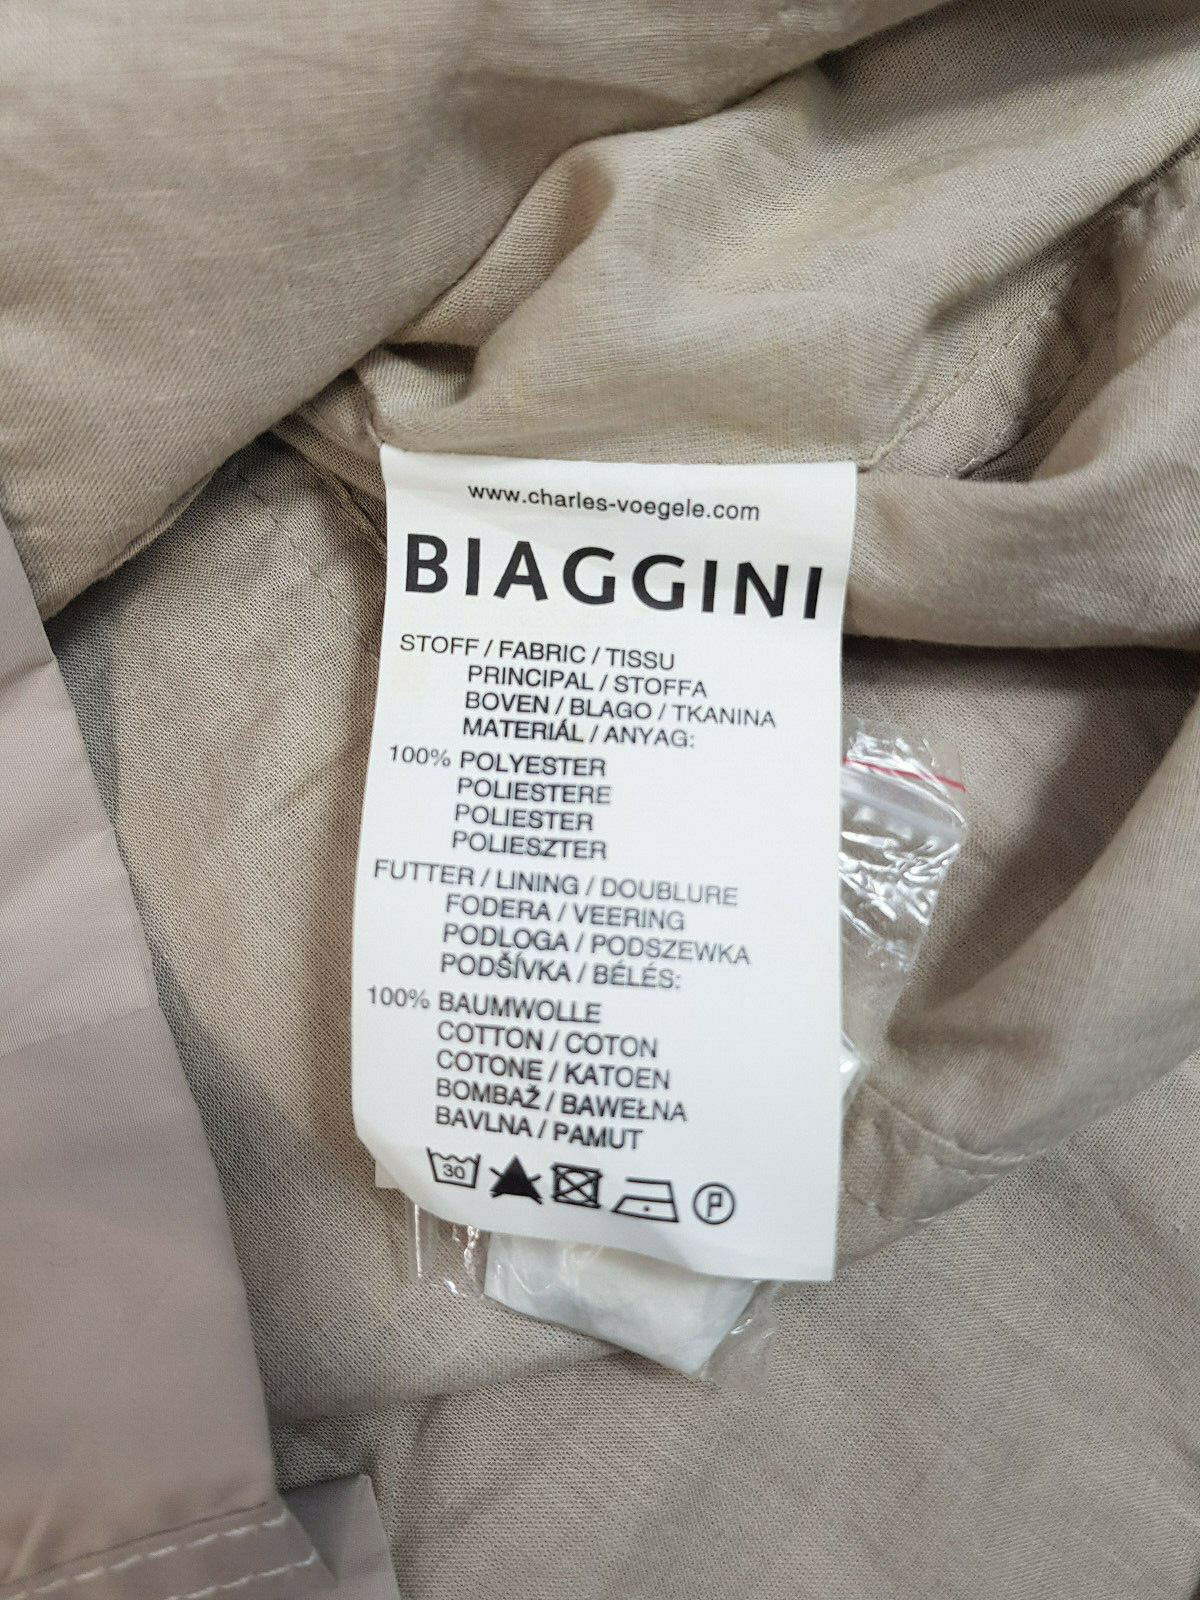 www.charles-voegele.com
BIAGGINI
STOFF / FABRIC / TISSU
PRINCIPAL / STOFFA
BOVEN / BLAGO / TKANINA
MATERIÁL / ANYAG:
100% POLYESTER
POLIESTERE
POLIESTER
POLIESZTER
FUTTER / LINING / DOUBLURE
FODERA / VEERING
PODLOGA / PODSZEWKA
PODŠÍVKA / BÉLÉS:
100% BAUMWOLLE
COTTON / COTON
COTONE / KATOEN
BOMBAŽ / BAWEŁNA
BAVLNA / PAMUT
30 P